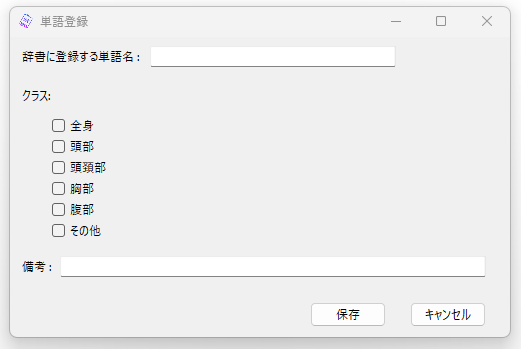 単語登録
辞書に登録する単語名：
クラス:
全身
頭部
頭頚部
胸部
腹部
その他
備考：
保存 キャンセル